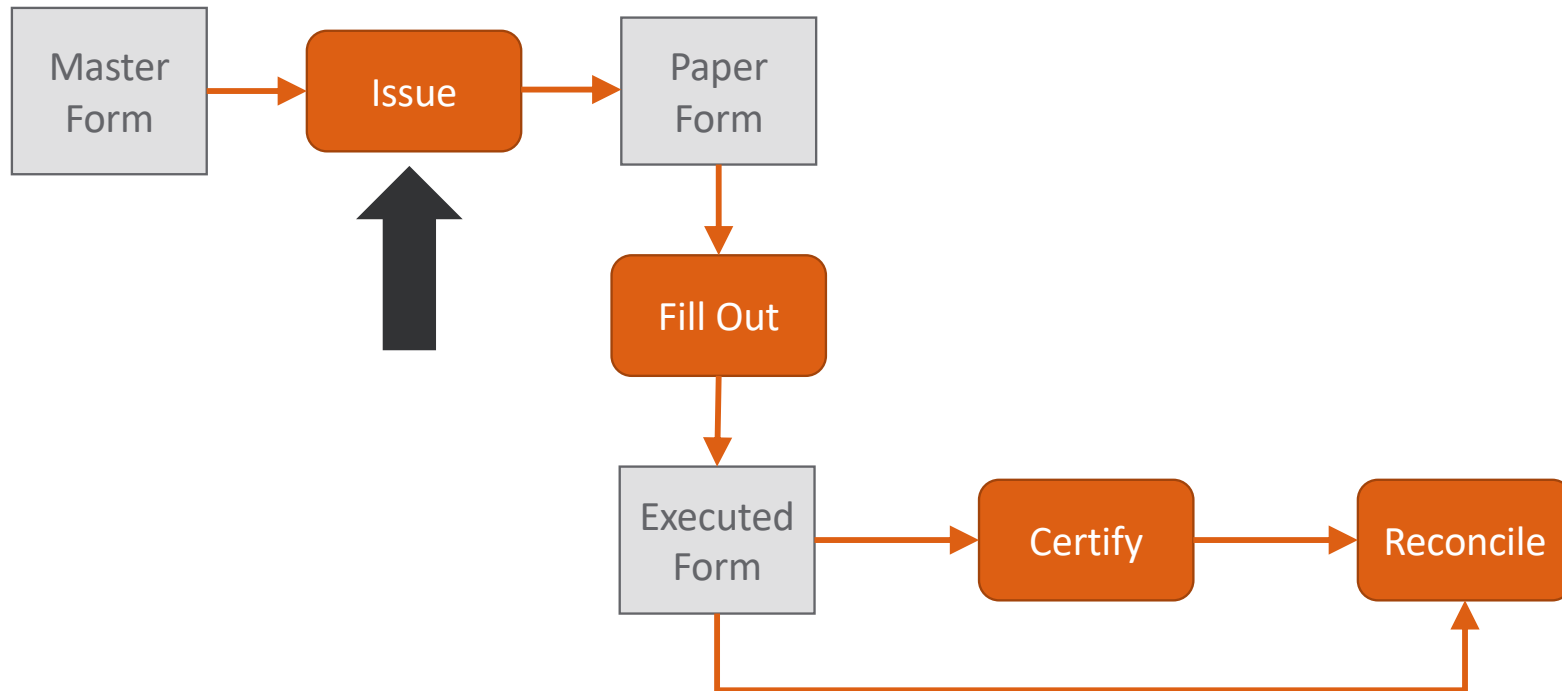 Master
Form
Issue
Paper
Form
Fill Out
Executed
Form
Certify
Reconcile